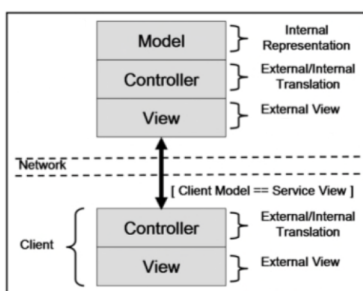 Model
Internal
Representation
Controller
External/Internal
Translation
View
External View
Network
[ Client Model == Service View ]
Client
Controller
External/Internal
Translation
View
External View